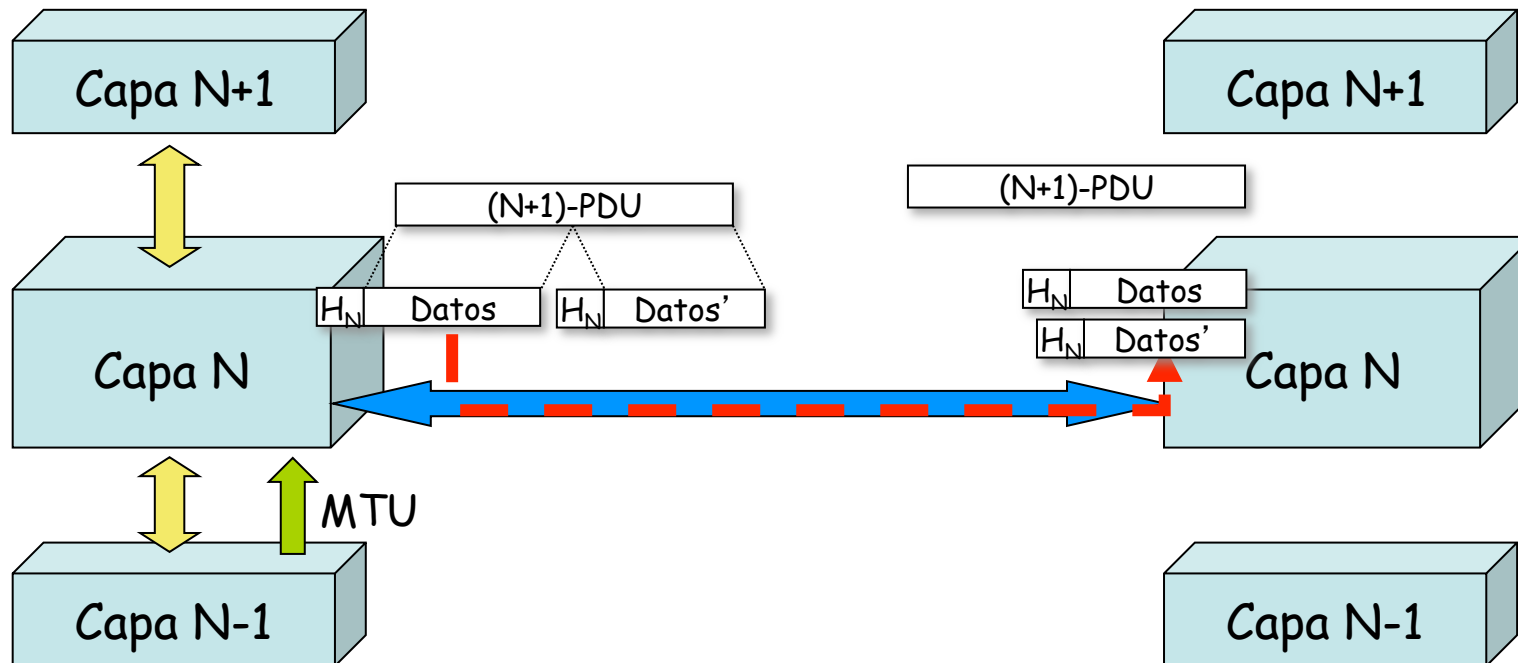 Capa N+1
Capa N+1
(N+1)-PDU
(N+1)-PDU
HN Datos
HN Datos’
HN Datos
HN Datos’
Capa N
Capa N
MTU
Capa N-1
Capa N-1